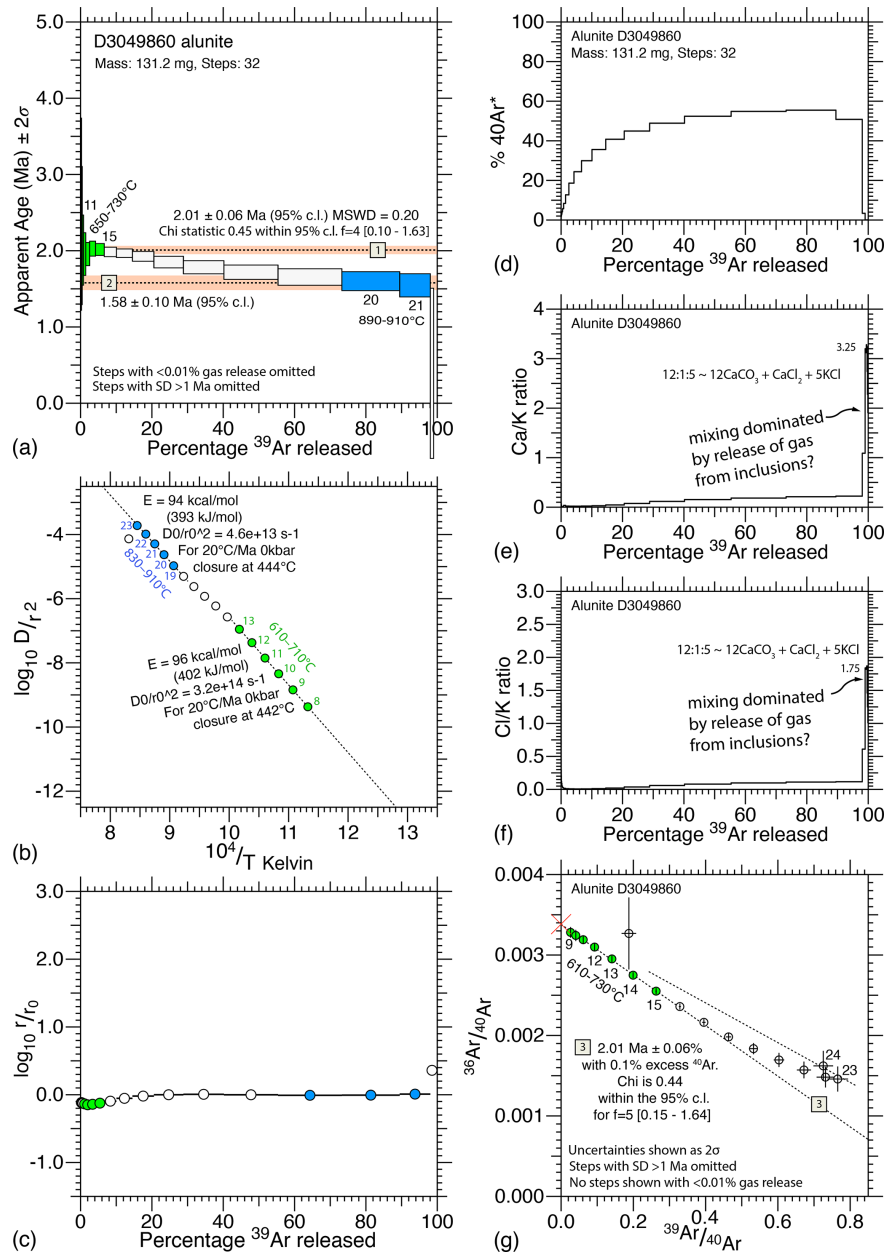 5.0
4.0
3.0
2.0
1.0
0.0
Apparent Age (Ma) ± 2σ
D3049860 alunite
Mass: 131.2 mg, Steps: 32
11
650-730°C
15
2.01 ± 0.06 Ma (95% c.l.) MSWD = 0.20
Chi statistic 0.45 within 95% c.l. f=4 [0.10 - 1.63]
1
2
1.58 ± 0.10 Ma (95% c.l.)
20
21
890-910°C
Steps with <0.01% gas release omitted
Steps with SD >1 Ma omitted
0 20 40 60 80 100
Percentage 39Ar released
(a)
-4
-6
-8
-10
-12
log10 D/r2
E = 94 kcal/mol
(393 kJ/mol)
D0/r0^2 = 4.6e+13 s-1
For 20°C/Ma 0kbar
closure at 444°C
23
22
21
20
19
830–910°C
13
12
11
10
9
8
610–710°C
E = 96 kcal/mol
(402 kJ/mol)
D0/r0^2 = 3.2e+14 s-1
For 20°C/Ma 0kbar
closure at 442°C
8 9 10 11 12 13
10^4/T Kelvin
(b)
3.0
2.0
1.0
0.0
-1.0
log10 r/r0
0 20 40 60 80 100
Percentage 39Ar released
(c)
100
80
60
40
20
0
% 40Ar*
Alunite D3049860
Mass: 131.2 mg, Steps: 32
0 20 40 60 80 100
Percentage 39Ar released
(d)
4
3
2
1
0
Ca/K ratio
Alunite D3049860
3.25
12:1:5 ~ 12CaCO3 + CaCl2 + 5KCl
mixing dominated
by release of gas
from inclusions?
0 20 40 60 80 100
Percentage 39Ar released
(e)
3.0
2.5
2.0
1.5
1.0
0.5
0.0
Cl/K ratio
Alunite D3049860
12:1:5 ~ 12CaCO3 + CaCl2 + 5KCl
1.75
mixing dominated
by release of gas
from inclusions?
0 20 40 60 80 100
Percentage 39Ar released
(f)
0.004
0.003
0.002
0.001
0.000
36Ar/40Ar
Alunite D3049860
9
12
13
14
15
610-730°C
24
23
3
2.01 Ma ± 0.06%
with 0.1% excess 40Ar.
Chi is 0.44
within the 95% c.l.
for f=5 [0.15 - 1.64]
3
Uncertainties shown as 2σ
Steps with SD >1 Ma omitted
No steps shown with <0.01% gas release
0.0 0.2 0.4 0.6 0.8
39Ar/40Ar
(g)